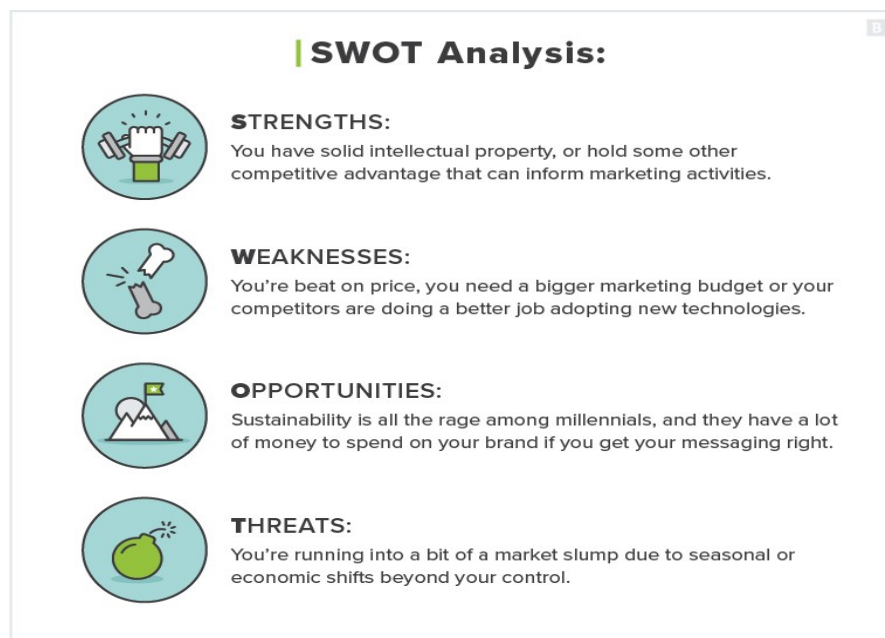 SWOT Analysis:
STRENGTHS:
You have solid intellectual property, or hold some other
competitive advantage that can inform marketing activities.
WEAKNESSES:
You're beat on price, you need a bigger marketing budget or your
competitors are doing a better job adopting new technologies.
OPPORTUNITIES:
Sustainability is all the rage among millennials, and they have a lot
of money to spend on your brand if you get your messaging right.
THREATS:
You're running into a bit of a market slump due to seasonal or
economic shifts beyond your control.
B